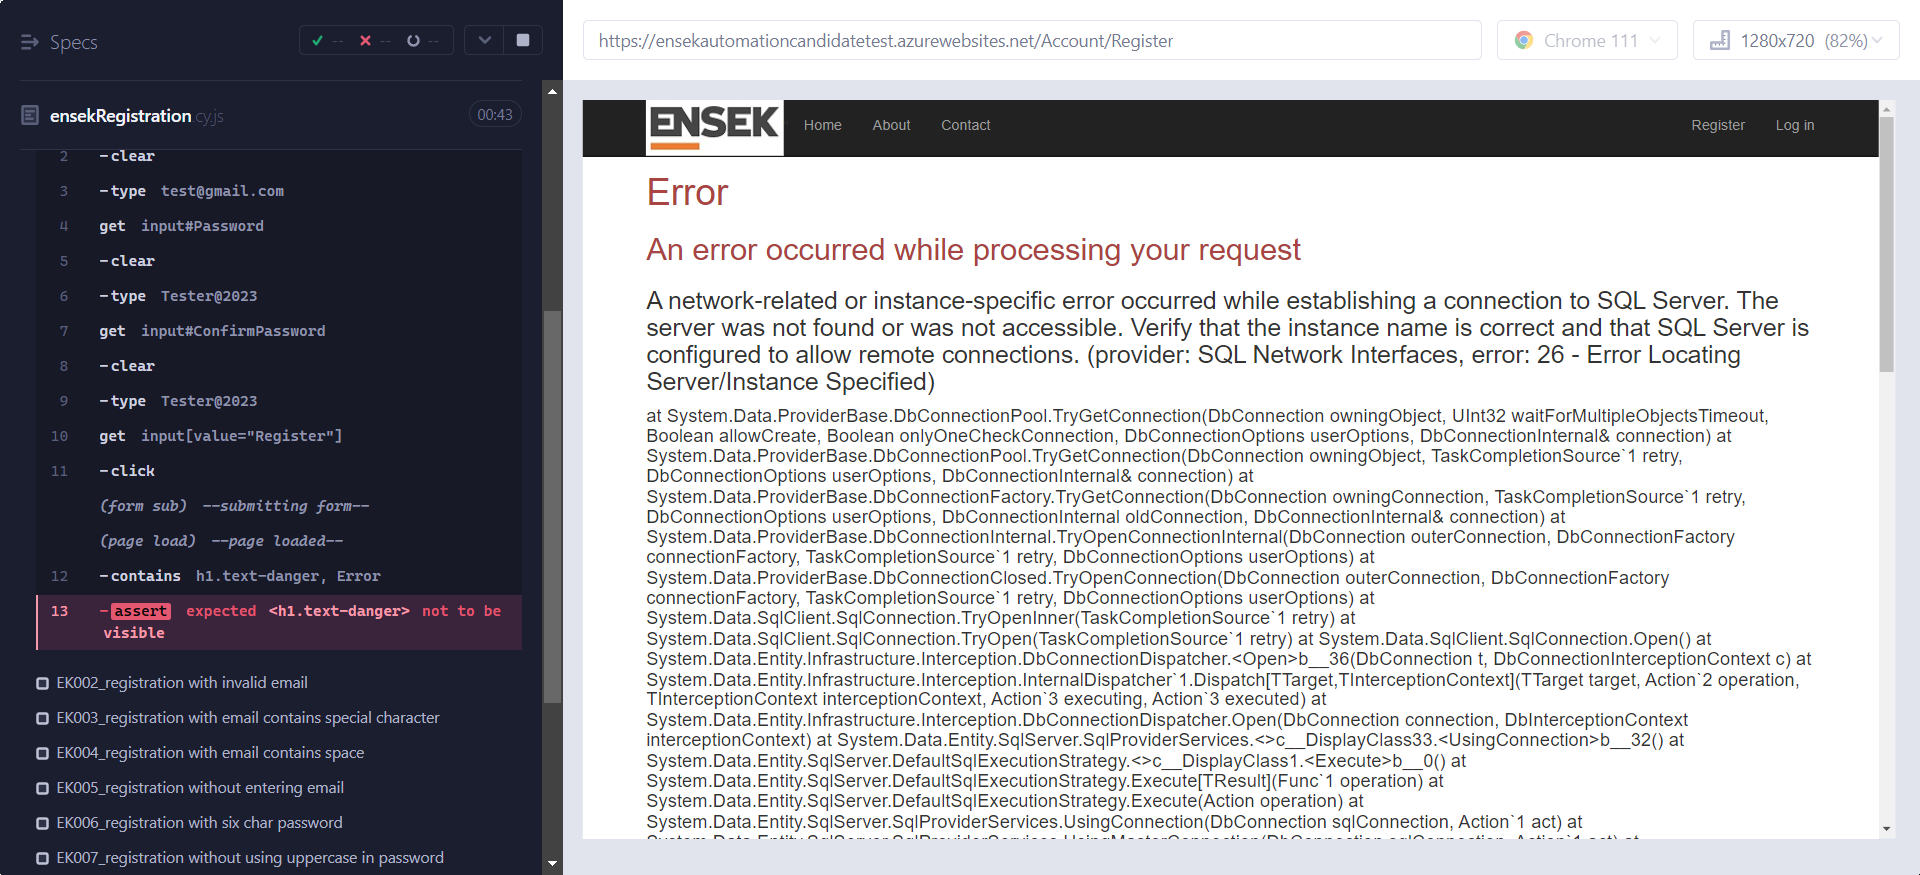 Specs
--
--
--
ensekRegistration cy.js
00:43
2 -clear
3 -type test@gmail.com
4 get input#Password
5 -clear
6 -type Tester@2023
7 get input#ConfirmPassword
8 -clear
9 -type Tester@2023
10 get input[value="Register"]
11 -click
(form sub) --submitting form--
(page load) --page loaded--
12 -contains h1.text-danger, Error
13 -assert expected <h1.text-danger> not to be
visible
EK002_registration with invalid email
EK003_registration with email contains special character
EK004_registration with email contains space
EK005_registration without entering email
EK006_registration with six char password
EK007_registration without using uppercase in password
https://ensekautomationcandidatetest.azurewebsites.net/Account/Register
Chrome 111
1280x720 (82%)
ENSEK
Home
About
Contact
Register
Log in
Error
An error occurred while processing your request
A network-related or instance-specific error occurred while establishing a connection to SQL Server. The
server was not found or was not accessible. Verify that the instance name is correct and that SQL Server is
configured to allow remote connections. (provider: SQL Network Interfaces, error: 26 - Error Locating
Server/Instance Specified)
at System.Data.ProviderBase.DbConnectionPool.TryGetConnection(DbConnection owningObject, UInt32 waitForMultipleObjectsTimeout,
Boolean allowCreate, Boolean onlyOneCheckConnection, DbConnectionOptions userOptions, DbConnectionInternal& connection) at
System.Data.ProviderBase.DbConnectionPool.TryGetConnection(DbConnection owningObject, TaskCompletionSource`1 retry,
DbConnectionOptions userOptions, DbConnectionInternal& connection) at
System.Data.ProviderBase.DbConnectionFactory.TryGetConnection(DbConnection owningConnection, TaskCompletionSource`1 retry,
DbConnectionOptions userOptions, DbConnectionInternal oldConnection, DbConnectionInternal& connection) at
System.Data.ProviderBase.DbConnectionInternal.TryOpenConnectionInternal(DbConnection outerConnection, DbConnectionFactory
connectionFactory, TaskCompletionSource`1 retry, DbConnectionOptions userOptions) at
System.Data.ProviderBase.DbConnectionClosed.TryOpenConnection(DbConnection outerConnection, DbConnectionFactory
connectionFactory, TaskCompletionSource`1 retry, DbConnectionOptions userOptions) at
System.Data.SqlClient.SqlConnection.TryOpenInner(TaskCompletionSource`1 retry) at
System.Data.SqlClient.SqlConnection.TryOpen(TaskCompletionSource`1 retry) at System.Data.SqlClient.SqlConnection.Open() at
System.Data.Entity.Infrastructure.Interception.DbConnectionDispatcher.<Open>b__36(DbConnection t, DbConnectionInterceptionContext c) at
System.Data.Entity.Infrastructure.Interception.InternalDispatcher`1.Dispatch[TTarget,TInterceptionContext](TTarget target, Action`2 operation,
TInterceptionContext interceptionContext, Action`3 executing, Action`3 executed) at
System.Data.Entity.Infrastructure.Interception.DbConnectionDispatcher.Open(DbConnection connection, DbInterceptionContext
interceptionContext) at System.Data.Entity.SqlServer.SqlProviderServices.<>c__DisplayClass33.<UsingConnection>b__32() at
System.Data.Entity.SqlServer.DefaultSqlExecutionStrategy.<>c__DisplayClass1.<Execute>b__0() at
System.Data.Entity.SqlServer.DefaultSqlExecutionStrategy.Execute[TResult](Func`1 operation) at
System.Data.Entity.SqlServer.DefaultSqlExecutionStrategy.Execute(Action operation) at
System.Data.Entity.SqlServer.SqlProviderServices.UsingConnection(DbConnection sqlConnection, Action`1 act) at
System.Data.Entity.SqlServer.SqlProviderServices.UsingMasterConnection(DbConnection sqlConnection, Action`1 act) at